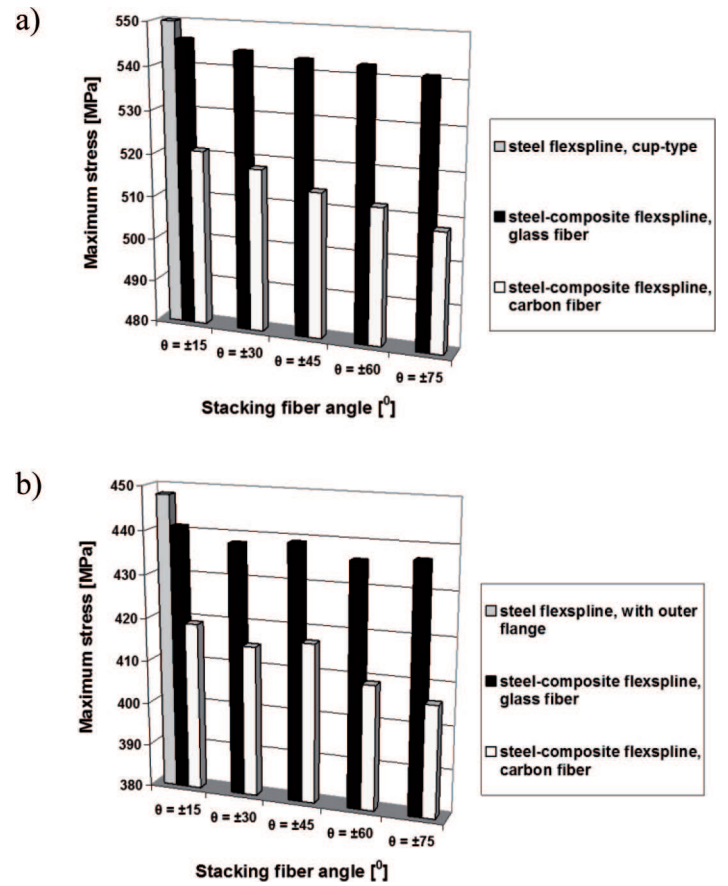 a)
Maximum stress [MPa]
550
540
530
520
510
500
490
480
θ = ±15
θ = ±30
θ = ±45
θ = ±60
θ = ±75
Stacking fiber angle [⁰]
steel flexspline, cup-type
steel-composite flexspline,
glass fiber
steel-composite flexspline,
carbon fiber
b)
Maximum stress [MPa]
450
440
430
420
410
400
390
380
θ = ±15
θ = ±30
θ = ±45
θ = ±60
θ = ±75
Stacking fiber angle [⁰]
steel flexspline, with outer
flange
steel-composite flexspline,
glass fiber
steel-composite flexspline,
carbon fiber